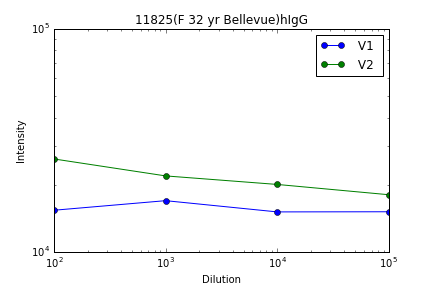 11825(F 32 yr Bellevue)hIgG
10^5
V1
V2
Intensity
10^4
10^2
10^3
10^4
10^5
Dilution